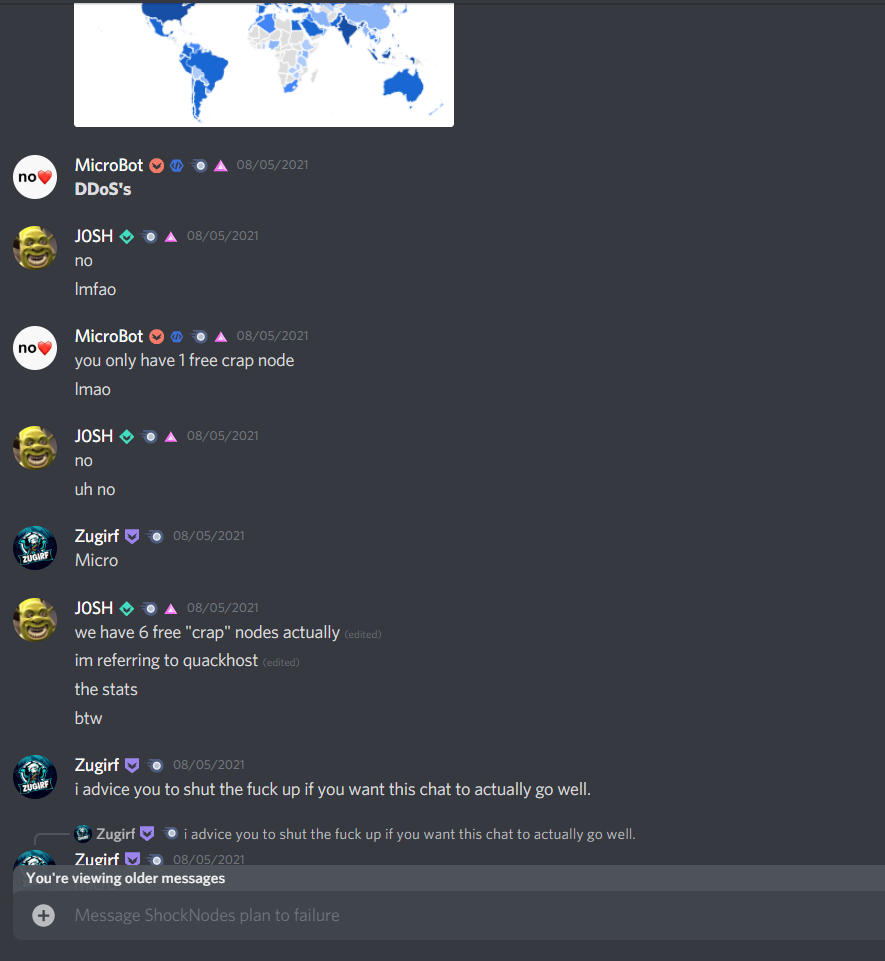 no❤️
MicroBot 08/05/2021
DDoS's
J0SH 08/05/2021
no
lmfao
no❤️
MicroBot 08/05/2021
you only have 1 free crap node
lmao
J0SH 08/05/2021
no
uh no
ZUGIRF
Zugirf 08/05/2021
Micro
J0SH 08/05/2021
we have 6 free "crap" nodes actually (edited)
im referring to quackhost (edited)
the stats
btw
ZUGIRF
Zugirf 08/05/2021
i advice you to shut the fuck up if you want this chat to actually go well.
Zugirf i advice you to shut the fuck up if you want this chat to actually go well.
Zugirf 08/05/2021
You're viewing older messages
Message ShockNodes plan to failure